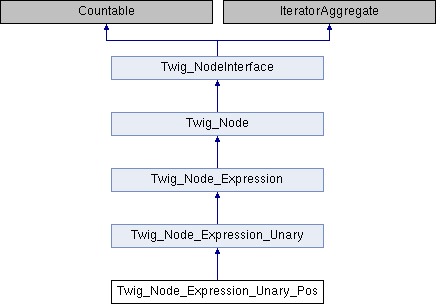 Countable
IteratorAggregate
Twig_NodeInterface
Twig_Node
Twig_Node_Expression
Twig_Node_Expression_Unary
Twig_Node_Expression_Unary_Pos